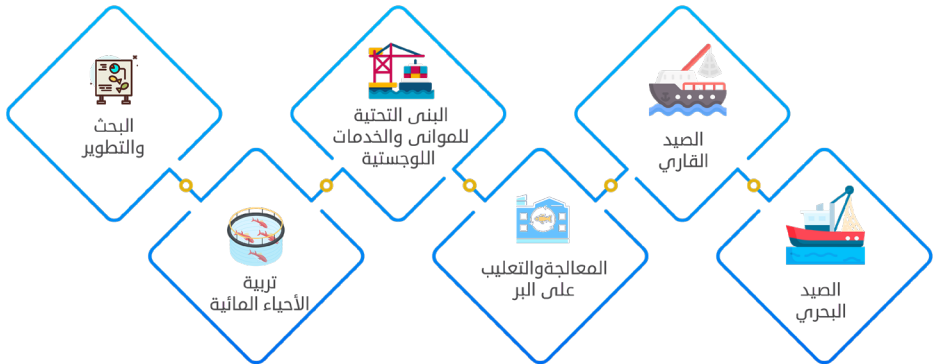 الصيد
البحري
الصيد
القاري
المعالجةوالتعليب
على البر
البنى التحتية
للموانى والخدمات
اللوجستية
تربية
الأحياء المائية
البحث
والتطوير